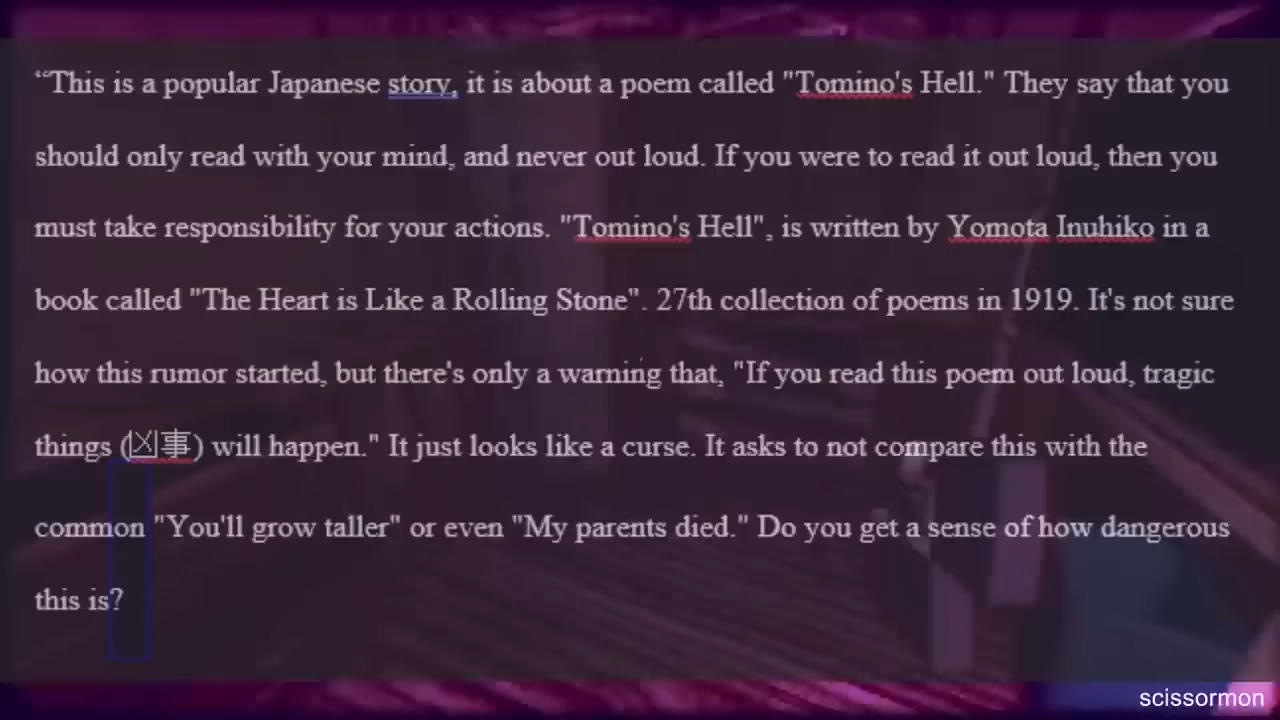 “This is a popular Japanese story, it is about a poem called "Tomino's Hell." They say that you
should only read with your mind, and never out loud. If you were to read it out loud, then you
must take responsibility for your actions. "Tomino's Hell", is written by Yomota Inuhiko in a
book called "The Heart is Like a Rolling Stone". 27th collection of poems in 1919. It's not sure
how this rumor started, but there's only a warning that, "If you read this poem out loud, tragic
things (凶事) will happen." It just looks like a curse. It asks to not compare this with the
common "You'll grow taller" or even "My parents died." Do you get a sense of how dangerous
this is?
scissormon